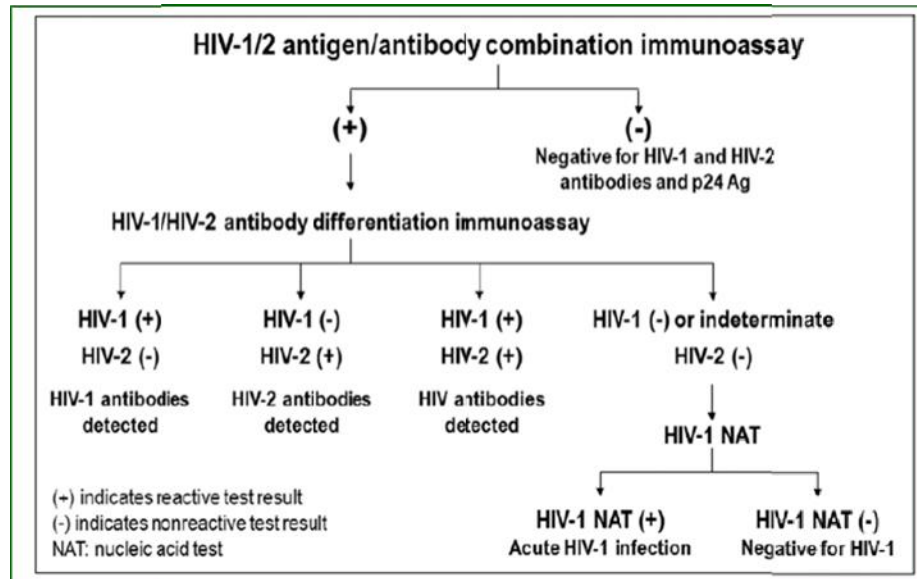 HIV-1/2 antigen/antibody combination immunoassay
(+)
(-)
Negative for HIV-1 and HIV-2
antibodies and p24 Ag
HIV-1/HIV-2 antibody differentiation immunoassay
HIV-1 (+)
HIV-2 (-)
HIV-1 antibodies
detected
HIV-1 (-)
HIV-2 (+)
HIV-2 antibodies
detected
HIV-1 (+)
HIV-2 (+)
HIV antibodies
detected
HIV-1 (-) or indeterminate
HIV-2 (-)
HIV-1 NAT
HIV-1 NAT (+)
Acute HIV-1 infection
HIV-1 NAT (-)
Negative for HIV-1
(+) indicates reactive test result
(-) indicates nonreactive test result
NAT: nucleic acid test